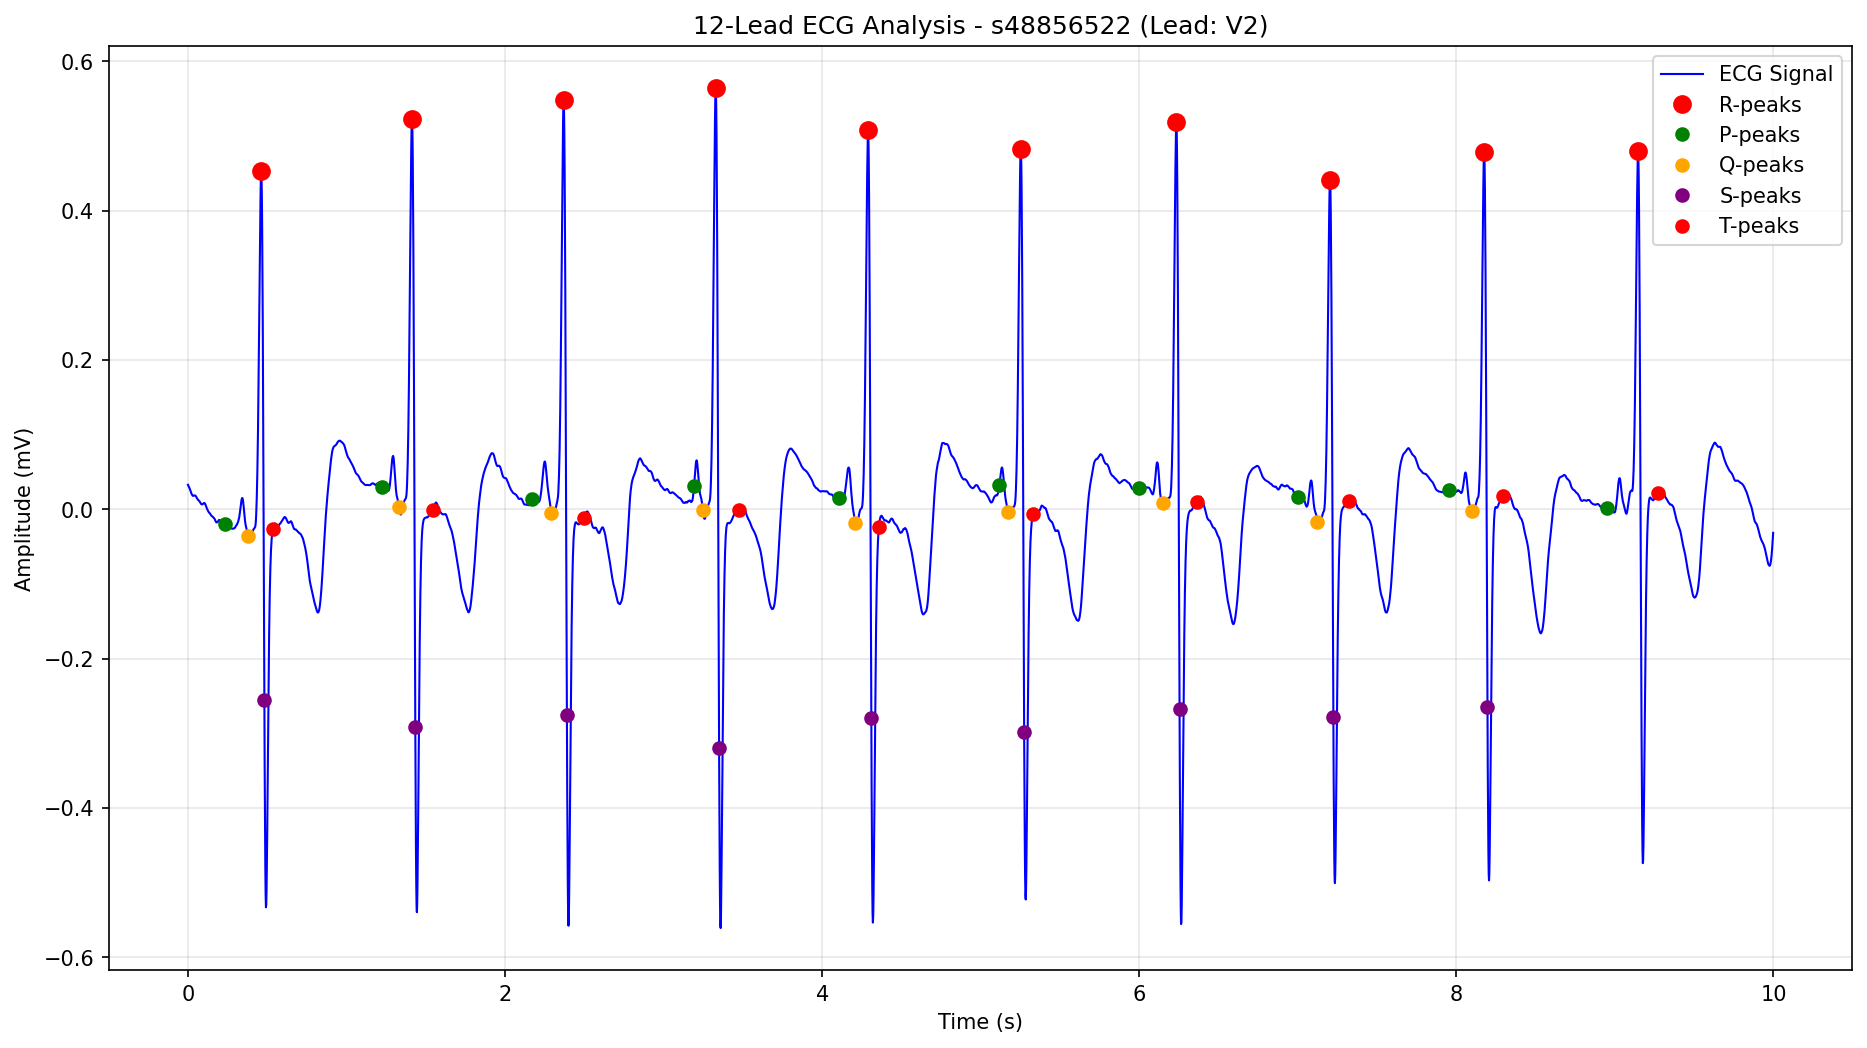 12-Lead ECG Analysis - s48856522 (Lead: V2)
ECG Signal
R-peaks
P-peaks
Q-peaks
S-peaks
T-peaks
Amplitude (mV)
0.6
0.4
0.2
0.0
−0.2
−0.4
−0.6
0 2 4 6 8 10
Time (s)